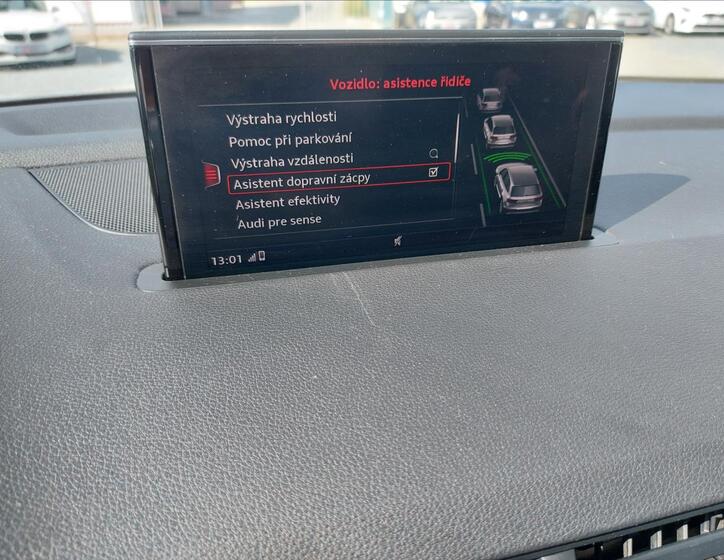 Vozidlo: asistence řidiče
Výstraha rychlosti
Pomoc při parkování
Výstraha vzdálenosti
Asistent dopravní zácpy
Asistent efektivity
Audi pre sense
13:01